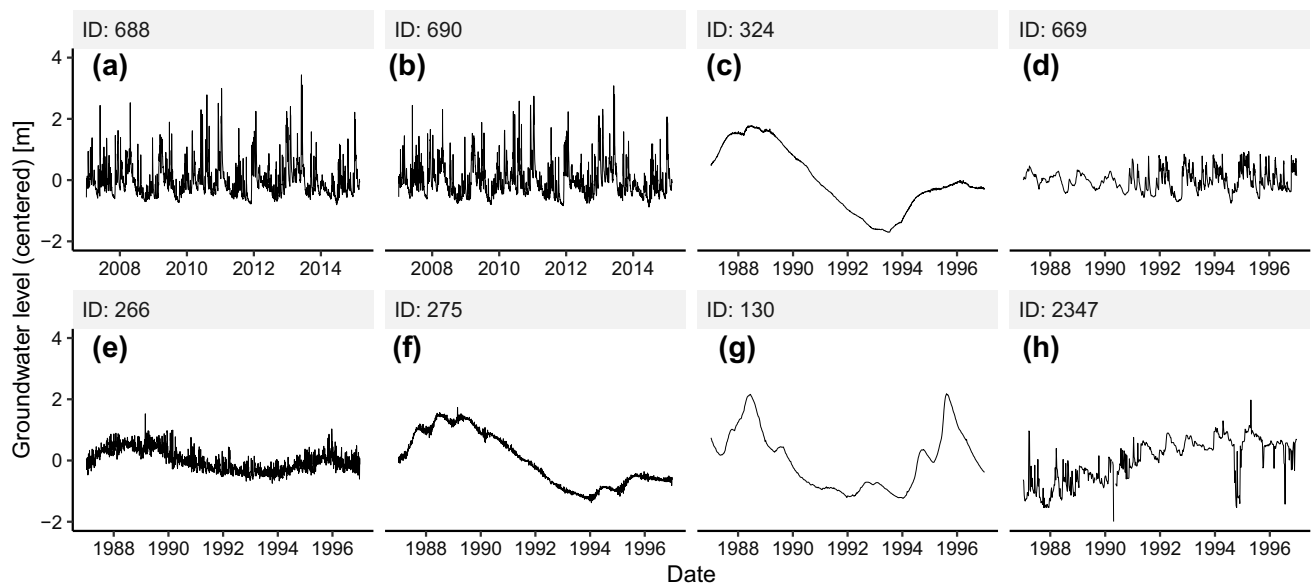 ID: 688 ID: 690 ID: 324 ID: 669
(a) (b) (c) (d)
4
2
0
−2
2008 2010 2012 2014 2008 2010 2012 2014 1988 1990 1992 1994 1996 1988 1990 1992 1994 1996
ID: 266 ID: 275 ID: 130 ID: 2347
(e) (f) (g) (h)
4
2
0
−2
1988 1990 1992 1994 1996 1988 1990 1992 1994 1996 1988 1990 1992 1994 1996 1988 1990 1992 1994 1996
Groundwater level (centered) [m]
Date